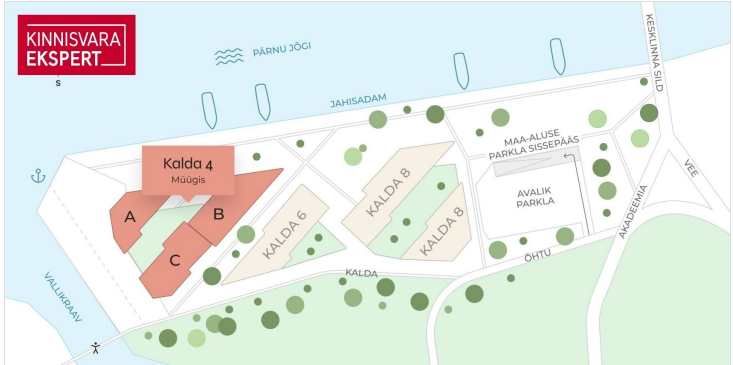 KINNISVARA
EKSPERT
S
PÄRNU JÕGI
JAHISADAM
KESKLINNA SILD
MAA-ALUSE
PARKLA SISSEPÄÄS
VEE
Kalda 4
Müügis
A
B
C
KALDA 6
KALDA 8
KALDA 8
AVALIK
PARKLA
AKADEEMIA
ÕHTU
KALDA
VALLIKRAAV